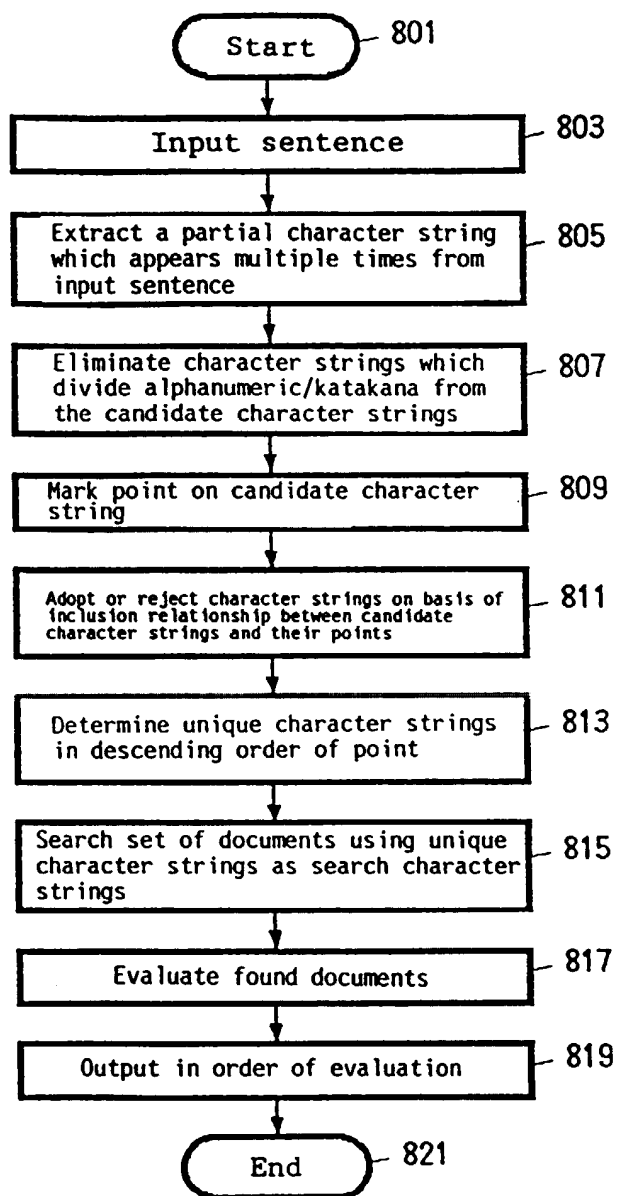 Start
801
Input sentence
803
Extract a partial character string
which appears multiple times from
input sentence
805
Eliminate character strings which
divide alphanumeric/katakana from
the candidate character strings
807
Mark point on candidate character
string
809
Adopt or reject character strings on basis of
inclusion relationship between candidate
character strings and their points
811
Determine unique character strings
in descending order of point
813
Search set of documents using unique
character strings as search character
strings
815
Evaluate found documents
817
Output in order of evaluation
819
End
821